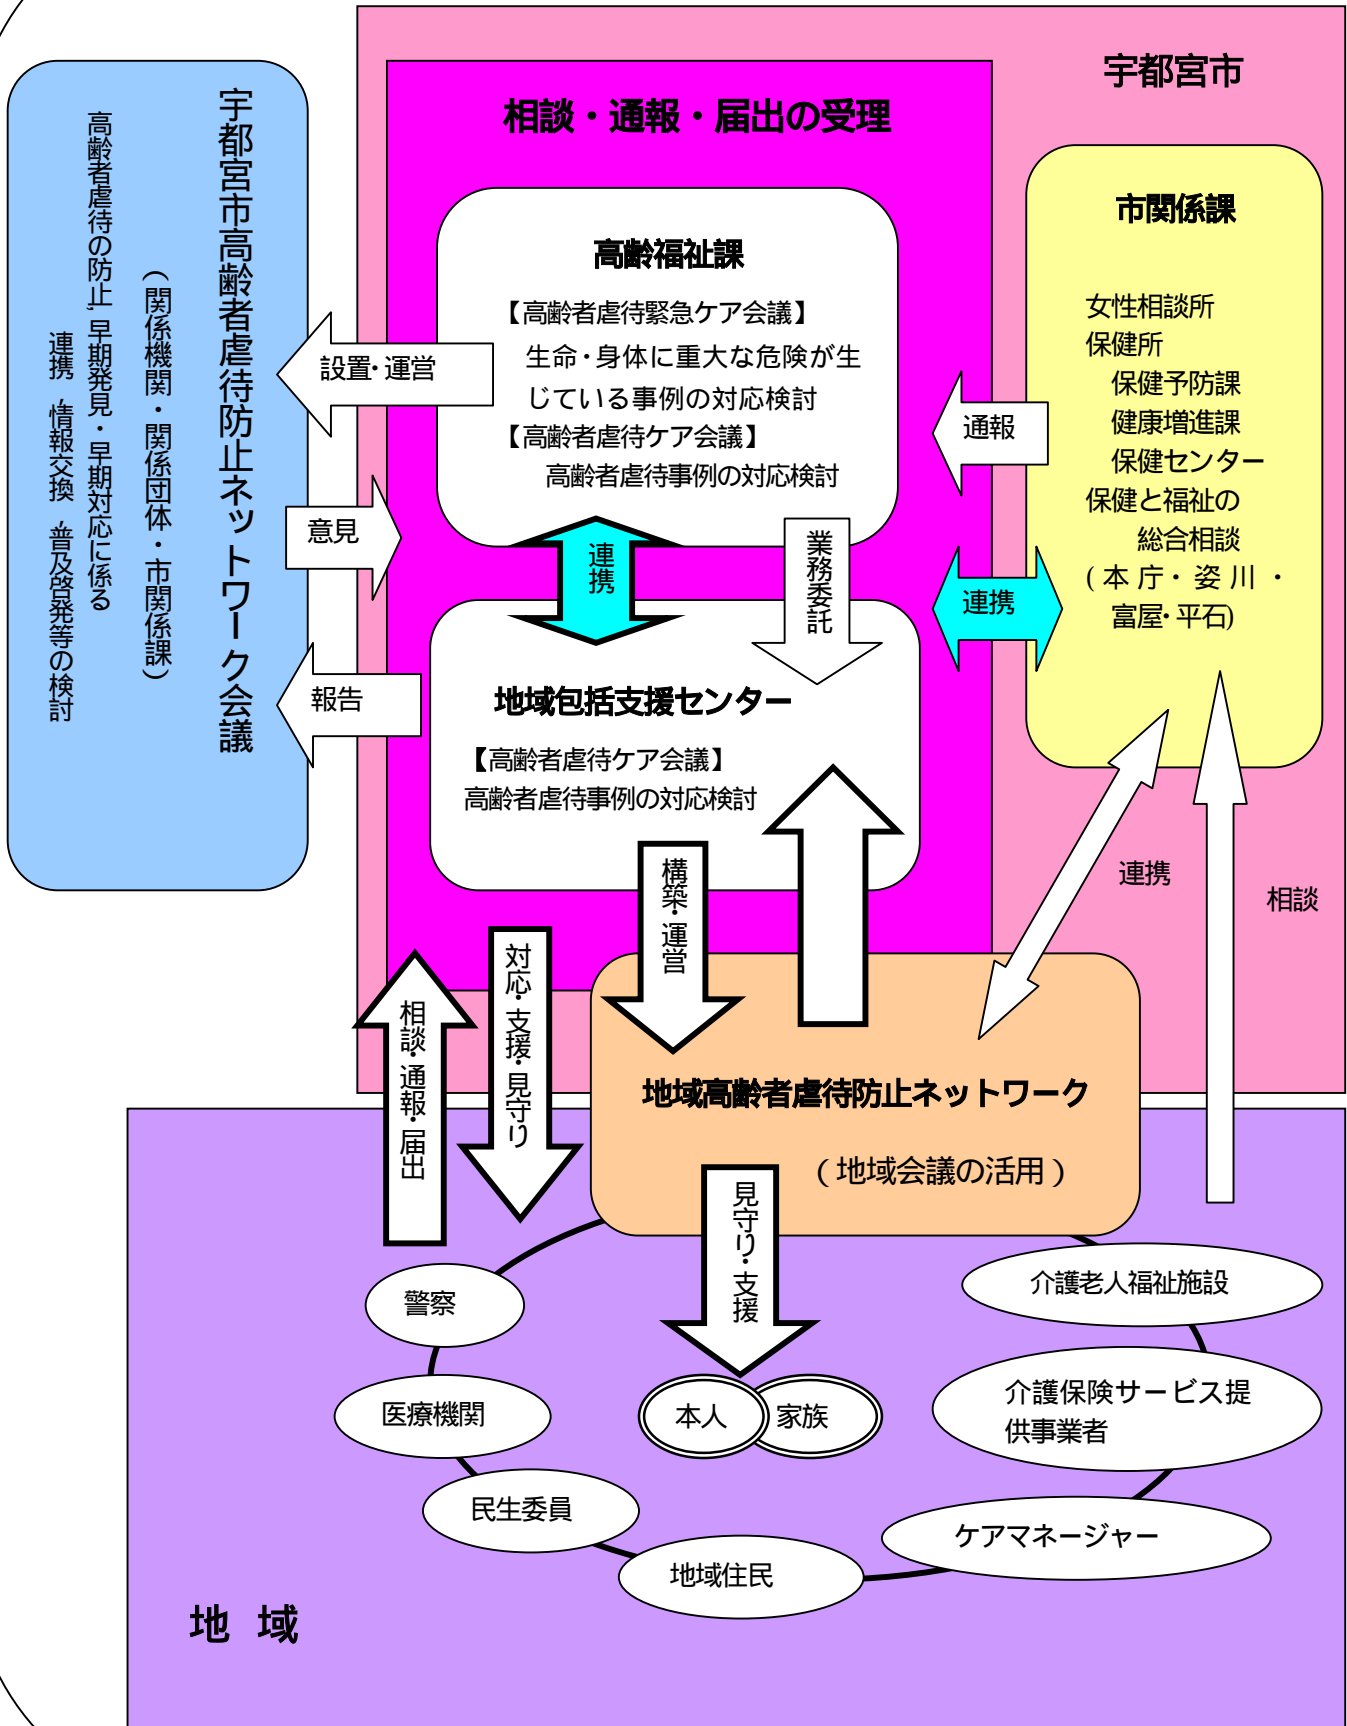 宇都宮市
相談・通報・届出の受理
宇都宮市高齢者虐待防止ネットワーク会議
（関係機関・関係団体・市関係課）
高齢者虐待の防止,早期発見・早期対応に係る
連携,情報交換,普及啓発等の検討
高齢福祉課
【高齢者虐待緊急ケア会議】
生命・身体に重大な危険が生
じている事例の対応検討
【高齢者虐待ケア会議】
高齢者虐待事例の対応検討
市関係課
女性相談所
保健所
保健予防課
健康増進課
保健センター
保健と福祉の
総合相談
(本庁・姿川・
富屋・平石)
設置・運営
意見
報告
通報
連携
連携
業務委託
地域包括支援センター
【高齢者虐待ケア会議】
高齢者虐待事例の対応検討
構築・運営
対応・支援・見守り
相談・通報・届出
連携
相談
地域高齢者虐待防止ネットワーク
（地域会議の活用）
見守り・支援
警察
医療機関
民生委員
地域住民
本人
家族
介護老人福祉施設
介護保険サービス提
供事業者
ケアマネージャー
地 域